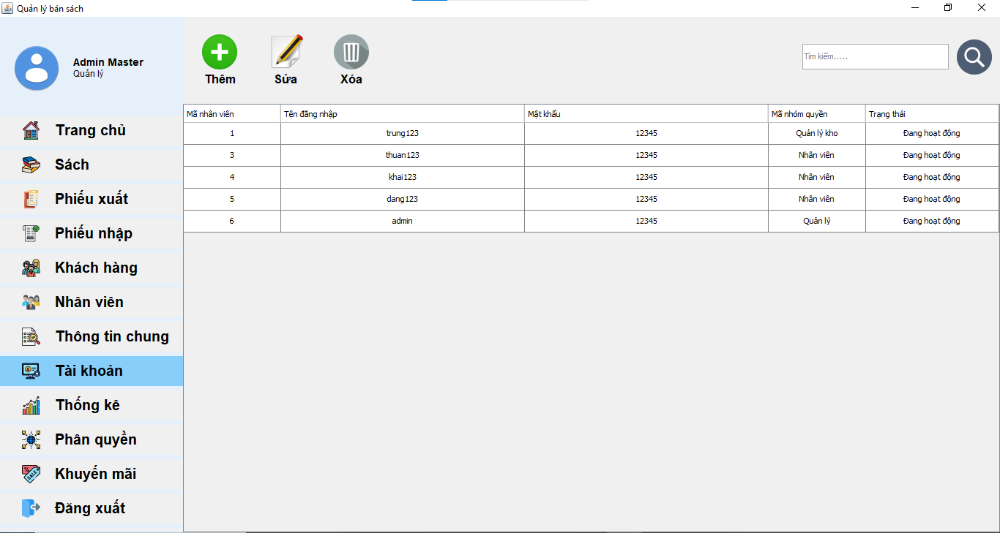 Quản lý bán sách
Admin Master
Quản lý
Trang chủ
Sách
Phiếu xuất
Phiếu nhập
Khách hàng
Nhân viên
Thông tin chung
Tài khoản
Thống kê
Phân quyền
Khuyến mãi
Đăng xuất
Thêm Sửa Xóa
Tìm kiếm.....
Mã nhân viên Tên đăng nhập Mật khẩu Mã nhóm quyền Trạng thái
1 trung123 12345 Quản lý kho Đang hoạt động
3 thuan123 12345 Nhân viên Đang hoạt động
4 khai123 12345 Nhân viên Đang hoạt động
5 dang123 12345 Nhân viên Đang hoạt động
6 admin 12345 Quản lý Đang hoạt động